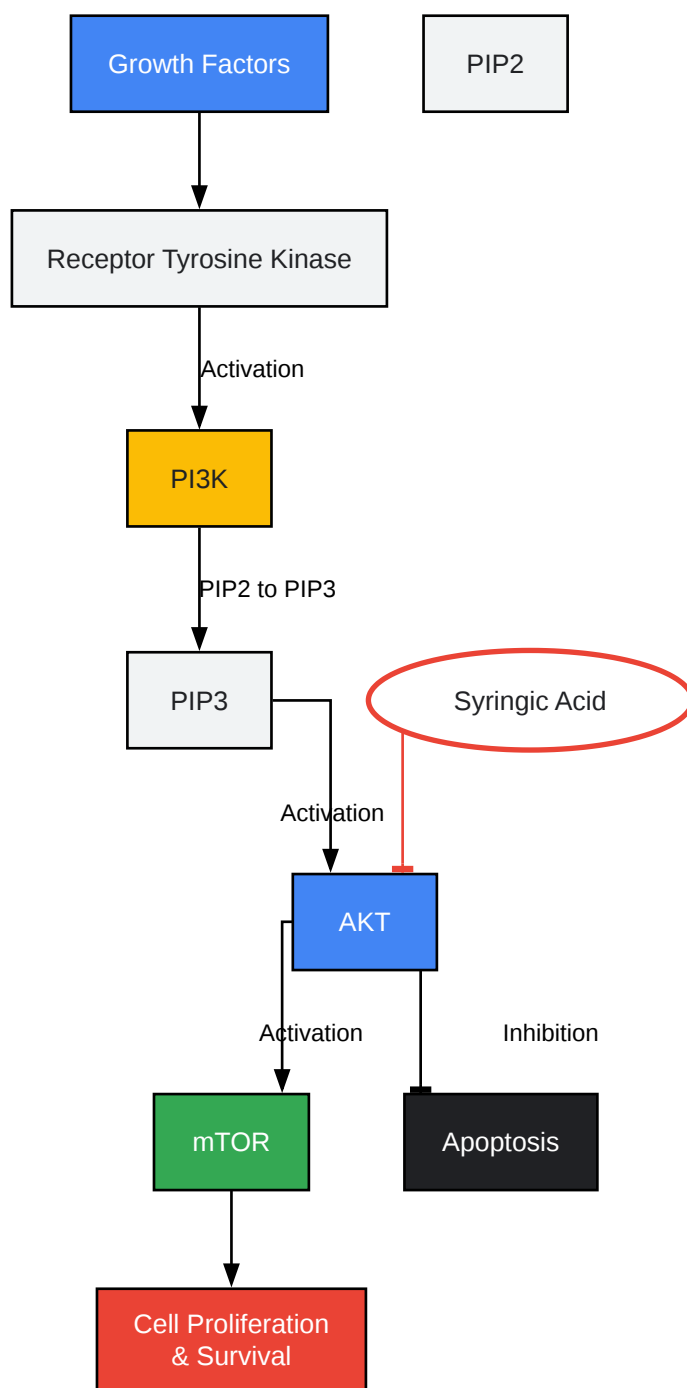 Growth Factors
PIP2
Receptor Tyrosine Kinase
Activation
PI3K
PIP2 to PIP3
PIP3
Syringic Acid
Activation
AKT
Activation
Inhibition
mTOR
Apoptosis
Cell Proliferation
& Survival